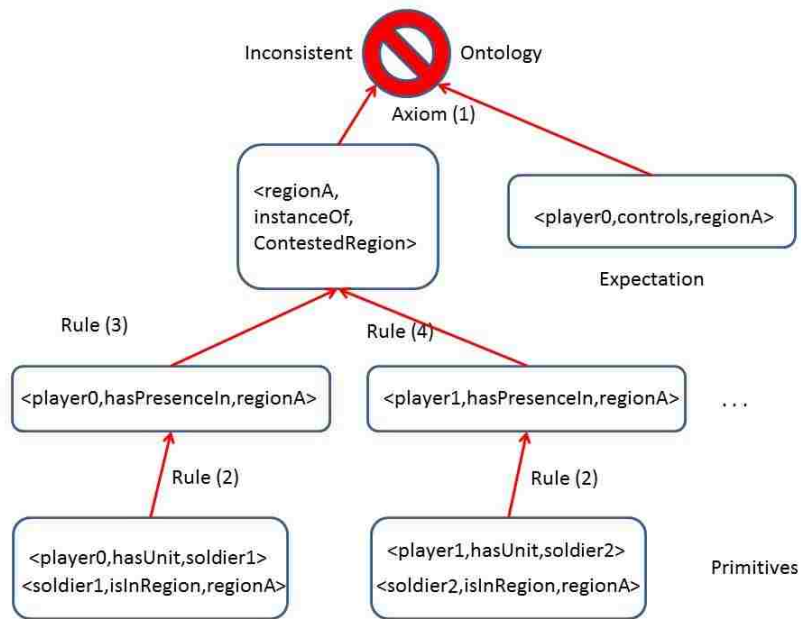 Inconsistent Ontology
Axiom (1)
<regionA,
instanceOf,
ContestedRegion>
<player0,controls,regionA>
Expectation
Rule (3)
Rule (4)
<player0,hasPresenceIn,regionA>
<player1,hasPresenceIn,regionA>
...
Rule (2)
Rule (2)
<player0,hasUnit,soldier1>
<soldier1,isInRegion,regionA>
<player1,hasUnit,soldier2>
<soldier2,isInRegion,regionA>
Primitives